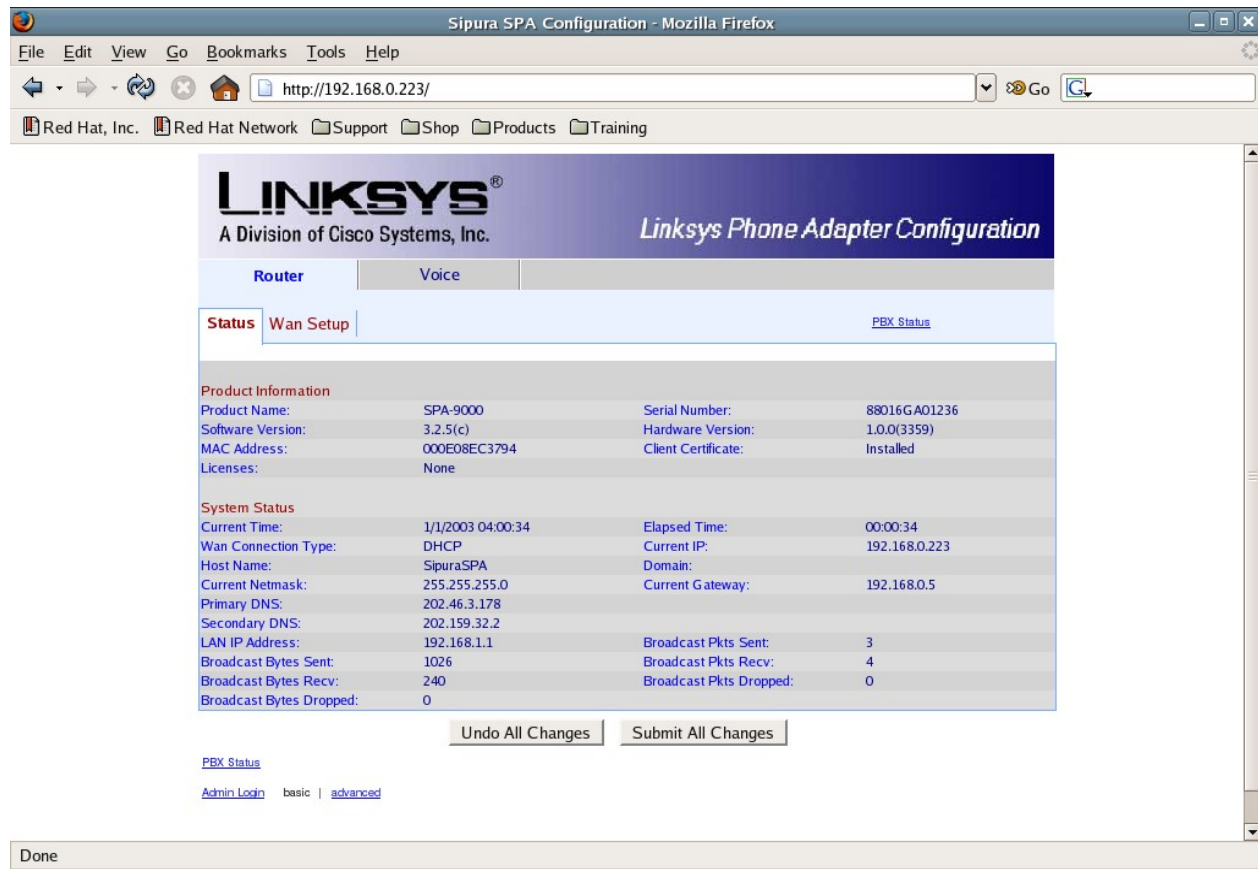 Sipura SPA Configuration - Mozilla Firefox
File Edit View Go Bookmarks Tools Help
http://192.168.0.223/ Go G
Red Hat, Inc. Red Hat Network Support Shop Products Training
LINKSYS®
A Division of Cisco Systems, Inc.
Linksys Phone Adapter Configuration
Router Voice
Status Wan Setup PBX Status
Product Information
Product Name: SPA-9000 Serial Number: 88016GA01236
Software Version: 3.2.5(c) Hardware Version: 1.0.0(3359)
MAC Address: 000E08EC3794 Client Certificate: Installed
Licenses: None
System Status
Current Time: 1/1/2003 04:00:34 Elapsed Time: 00:00:34
Wan Connection Type: DHCP Current IP: 192.168.0.223
Host Name: SipuraSPA Domain:
Current Netmask: 255.255.255.0 Current Gateway: 192.168.0.5
Primary DNS: 202.46.3.178
Secondary DNS: 202.159.32.2
LAN IP Address: 192.168.1.1 Broadcast Pkts Sent: 3
Broadcast Bytes Sent: 1026 Broadcast Pkts Recv: 4
Broadcast Bytes Recv: 240 Broadcast Pkts Dropped: 0
Broadcast Bytes Dropped: 0
Undo All Changes Submit All Changes
PBX Status
Admin Login basic | advanced
Done